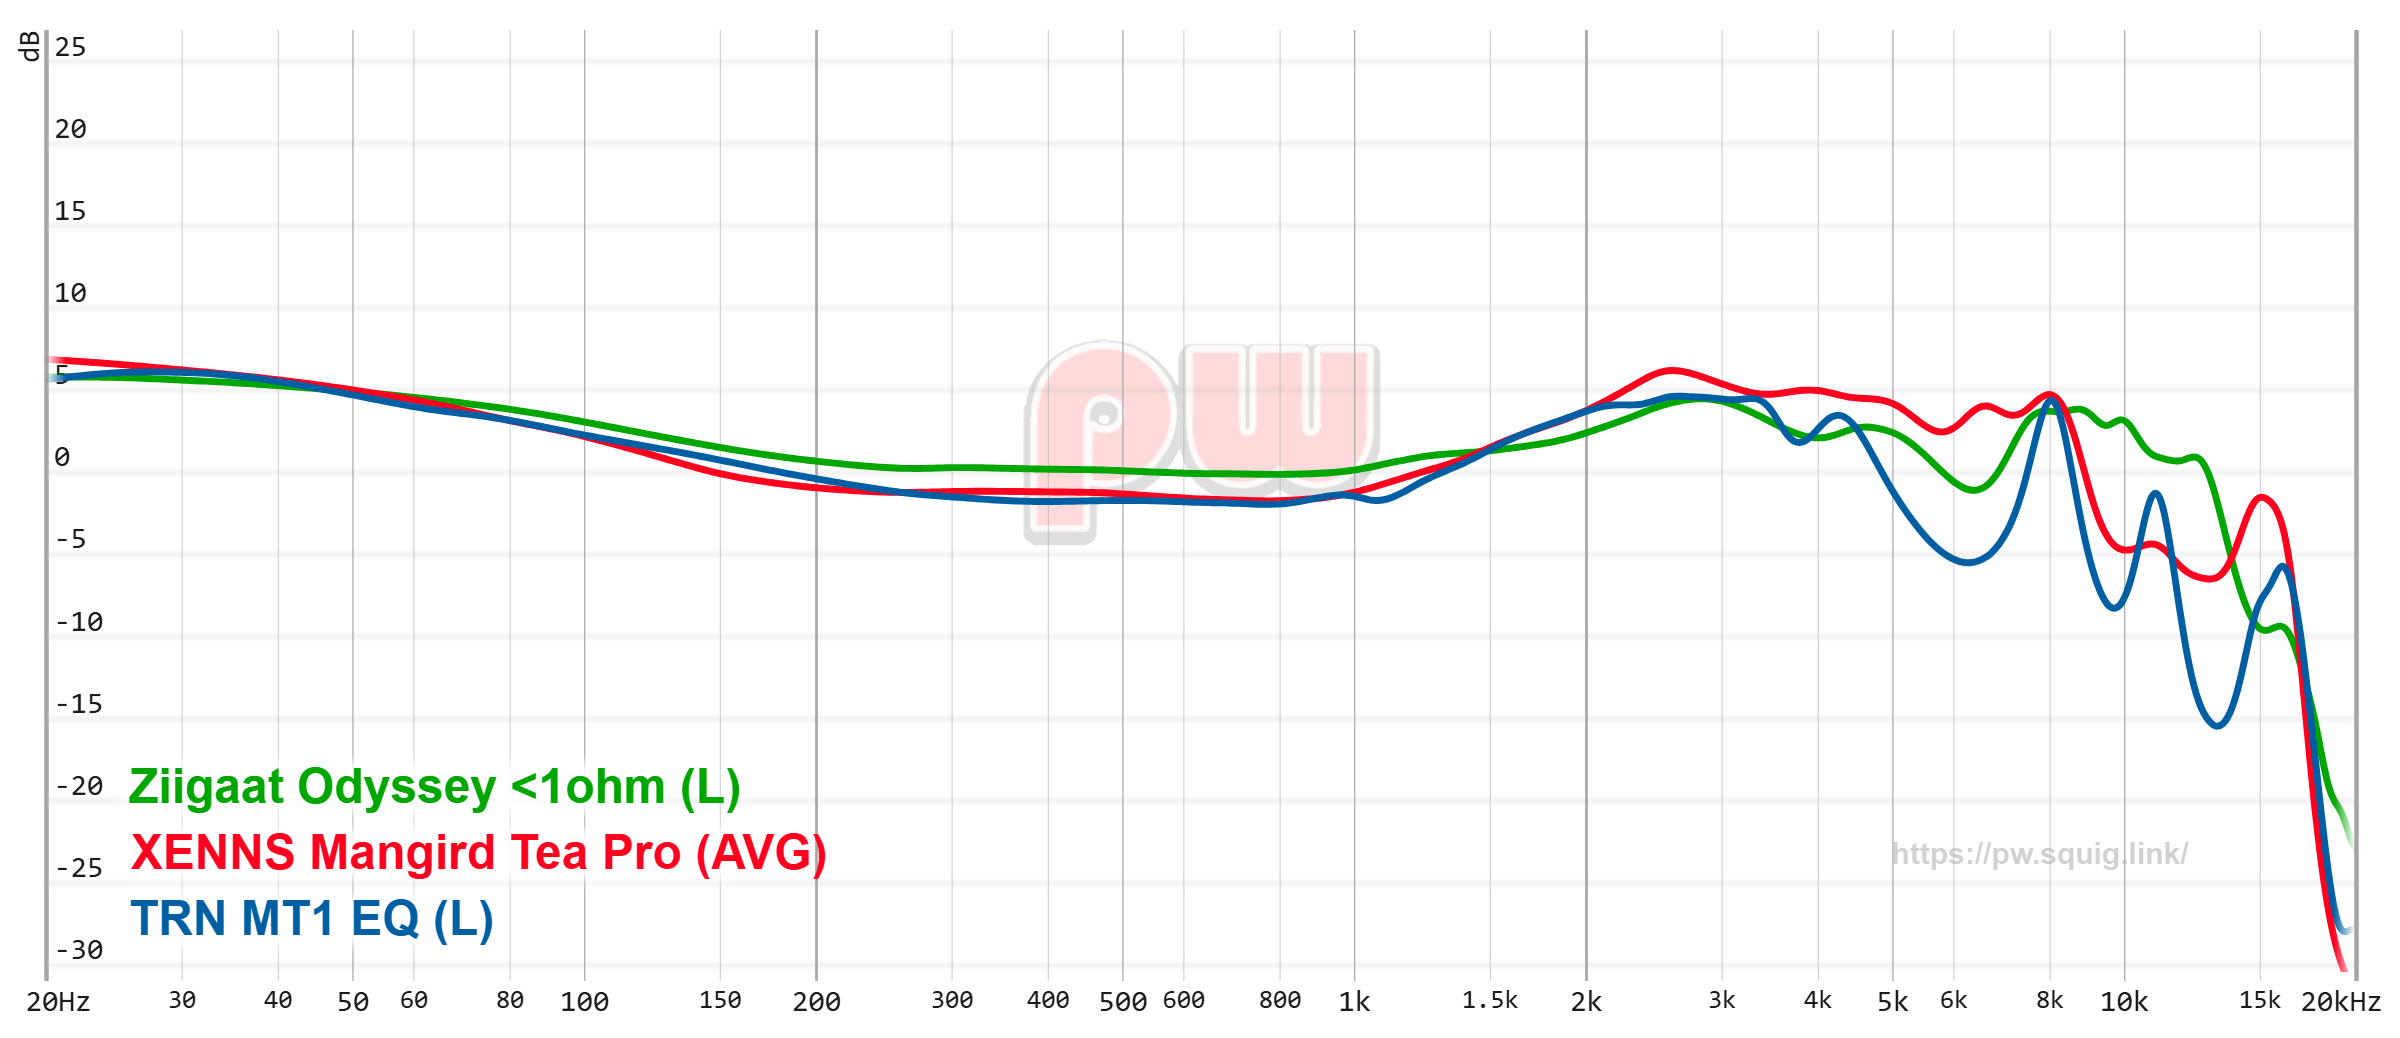 dB
25
20
15
10
5
0
-5
-10
-15
-20
-25
-30
pw
Ziigaat Odyssey <1ohm (L)
XENNS Mangird Tea Pro (AVG)
TRN MT1 EQ (L)
https://pw.squig.link/
20Hz 30 40 50 60 80 100 150 200 300 400 500 600 800 1k 1.5k 2k 3k 4k 5k 6k 8k 10k 15k 20kHz